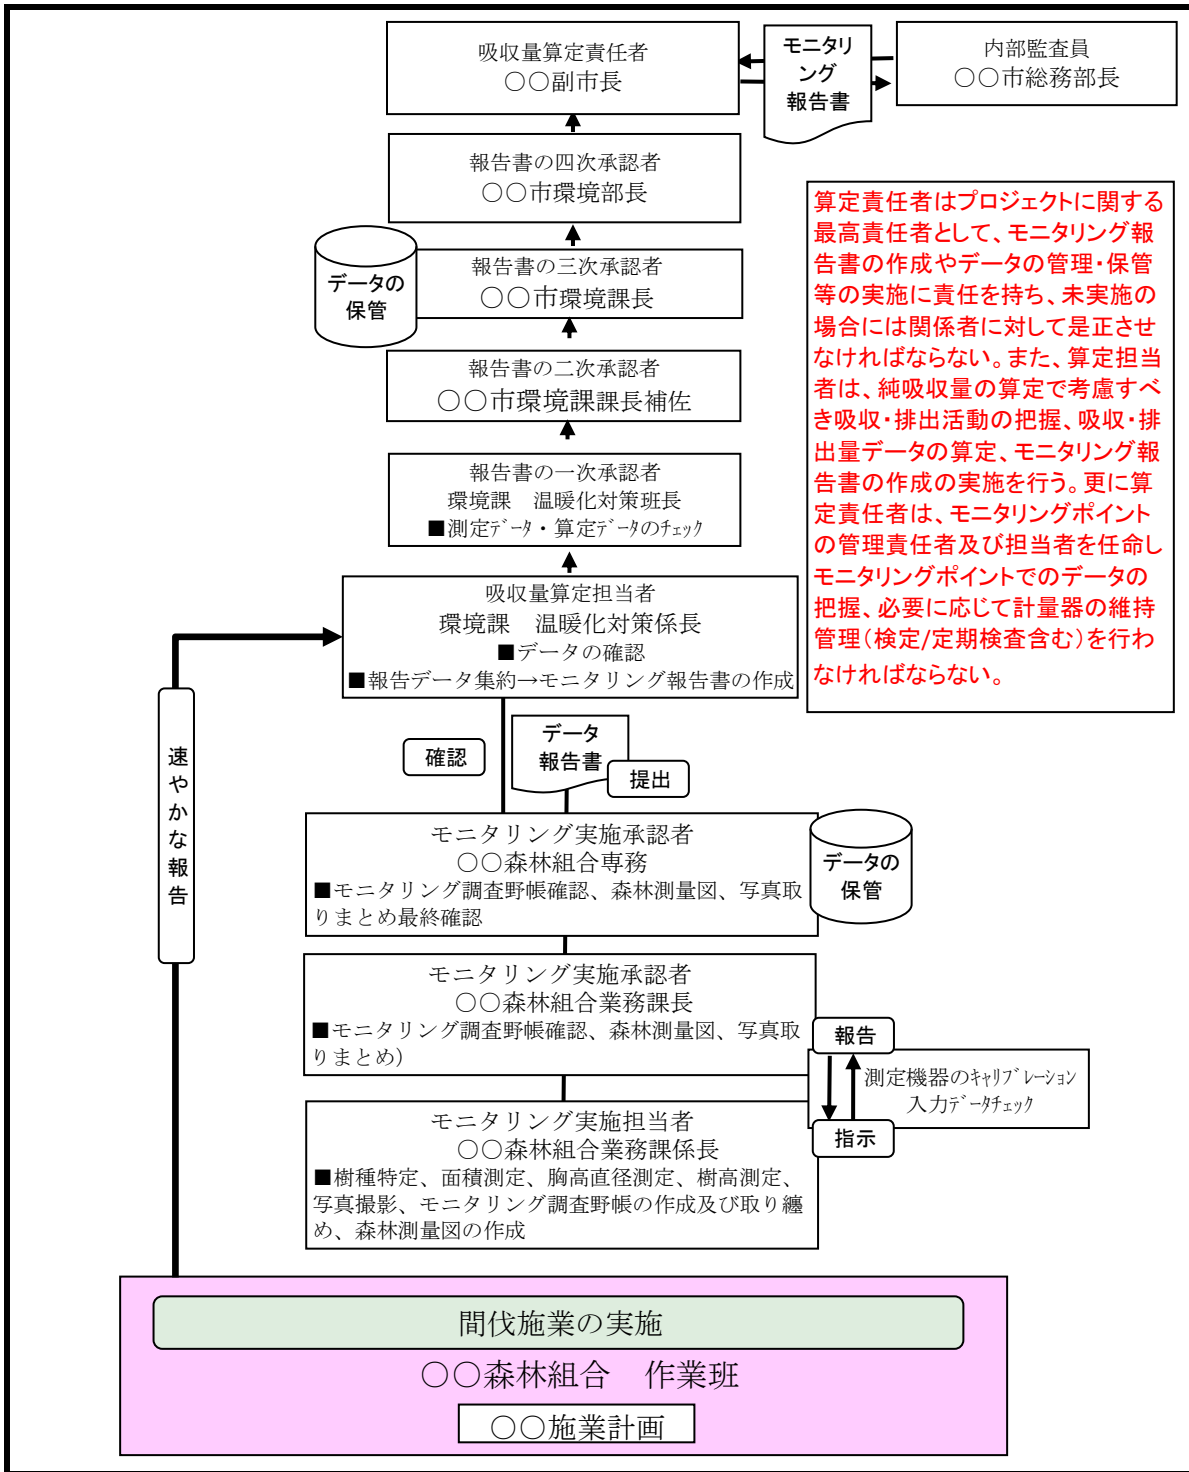 吸収量算定責任者
〇〇副市長
モニタリ
ング
報告書
内部監査員
〇〇市総務部長
報告書の四次承認者
〇〇市環境部長
データの
保管
報告書の三次承認者
〇〇市環境課長
報告書の二次承認者
〇〇市環境課課長補佐
報告書の一次承認者
環境課　温暖化対策班長
■測定ﾃﾞｰﾀ・算定ﾃﾞｰﾀのﾁｪｯｸ
算定責任者はプロジェクトに関する
最高責任者として、モニタリング報
告書の作成やデータの管理・保管
等の実施に責任を持ち、未実施の
場合には関係者に対して是正させ
なければならない。また、算定担当
者は、純吸収量の算定で考慮すべ
き吸収・排出活動の把握、吸収・排
出量データの算定、モニタリング報
告書の作成の実施を行う。更に算
定責任者は、モニタリングポイント
の管理責任者及び担当者を任命し
モニタリングポイントでのデータの
把握、必要に応じて計量器の維持
管理（検定/定期検査含む）を行わ
なければならない。
吸収量算定担当者
環境課　温暖化対策係長
■データの確認
■報告データ集約→モニタリング報告書の作成
速やかな報告
確認
データ
報告書
提出
モニタリング実施承認者
〇〇森林組合専務
■モニタリング調査野帳確認、森林測量図、写真取
りまとめ最終確認
データの
保管
モニタリング実施承認者
〇〇森林組合業務課長
■モニタリング調査野帳確認、森林測量図、写真取
りまとめ）
報告
測定機器のｷｬﾘﾌﾞﾚｰｼｮﾝ
入力ﾃﾞｰﾀﾁｪｯｸ
指示
モニタリング実施担当者
〇〇森林組合業務課係長
■樹種特定、面積測定、胸高直径測定、樹高測定、
写真撮影、モニタリング調査野帳の作成及び取り纏
め、森林測量図の作成
間伐施業の実施
〇〇森林組合　作業班
〇〇施業計画